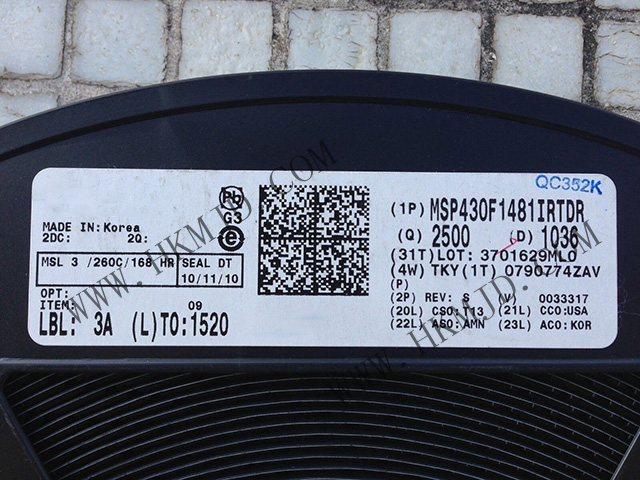 QC352K
Pb
G3
e
MADE IN: Korea
2DC: 2Q:
MSL 3 /260C/168 HR SEAL DT
10/11/10
OPT:
ITEM: 09
LBL: 3A (L)TO:1520
(1P) MSP430F1481IRTDR
(Q) 2500 (D) 1036
(31T)LOT: 3701629ML0
(4W) TKY(1T) 0790774ZAV
(P)
(2P) REV: S (V) 0033317
(20L) CSO: (21L) CCO:USA
(22L) ASO: AMN (23L) ACO: KOR
WWW.HKMJD.COM
WWW.HKMJD.COM